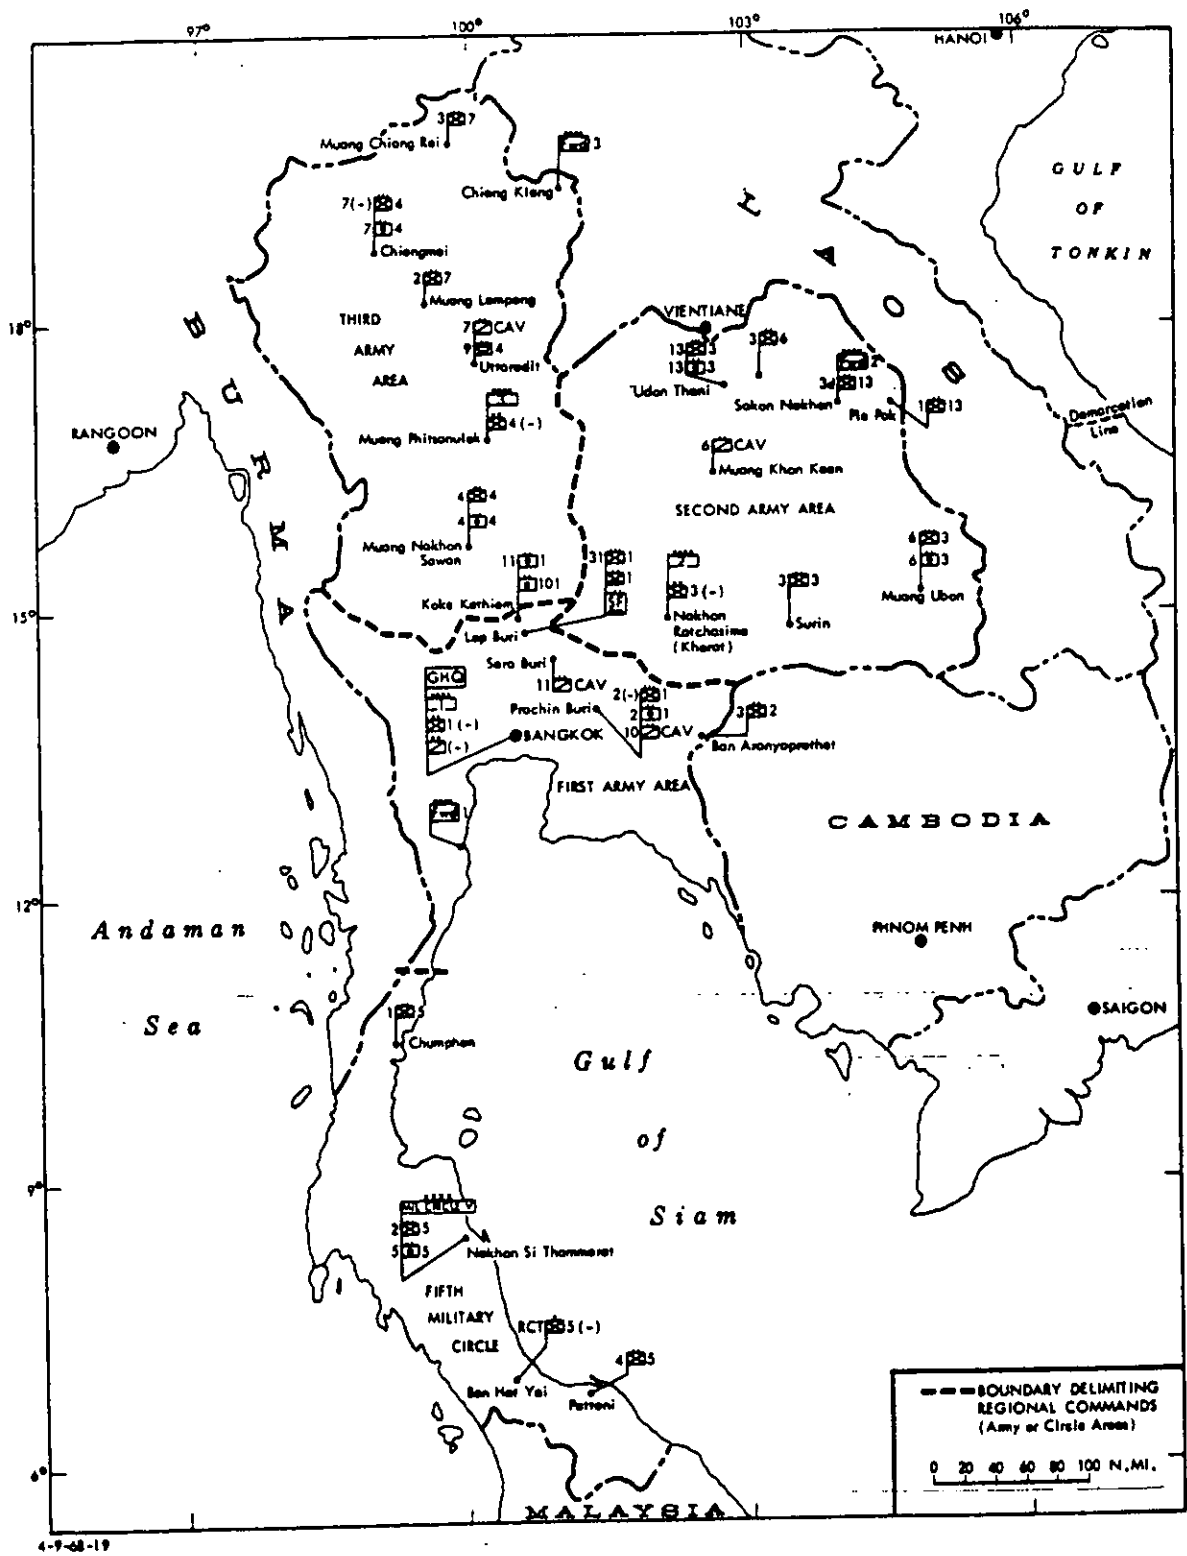 97°
100°
103°
106°
HANOI
3 7
Muang Chiang Rai
3
Chiang Klang
GULF
OF
TONKIN
7(-) 4
7 4
Chiengmai
2 7
Muang Lampang
LAOS
18°
THIRD
ARMY
AREA
7 CAV
9 4
Uttaradit
VIENTIANE
13 3
13 3
Udon Thani
3 6
2
3d 13
Sakon Nakhon
Pla Pak
1 13
Demarcation
Line
BURMA
RANGOON
4(-)
Muang Phitsanulok
6 CAV
Muang Khon Kaen
SECOND ARMY AREA
4 4
4 4
Muang Nakhon
Sawan
11 1
101
Koke Kathiem
31 1
1
SF
Lop Buri
2
3(-)
Nakhon
Ratchasima
(Khorat)
3 3
Surin
6 3
6 3
Muang Ubon
15°
Sara Buri
11 CAV
GHQ
1
1(-)
(-)
BANGKOK
Prachin Buri
2(-) 1
2 1
10 CAV
3 2
Ban Aranyaprathet
FIRST ARMY AREA
1
CAMBODIA
12°
Andaman
Sea
PHNOM PENH
SAIGON
1 5
Chumphon
Gulf
of
Siam
9°
MIL CIRCLE V
2 5
5 5
Nakhon Si Thammarat
FIFTH
MILITARY
CIRCLE
RCT 5(-)
Ban Hat Yai
4 5
Pattani
6°
MALAYSIA
BOUNDARY DELIMITING
REGIONAL COMMANDS
(Army or Circle Areas)
0 20 40 60 80 100 N.MI.
4-9-68-19